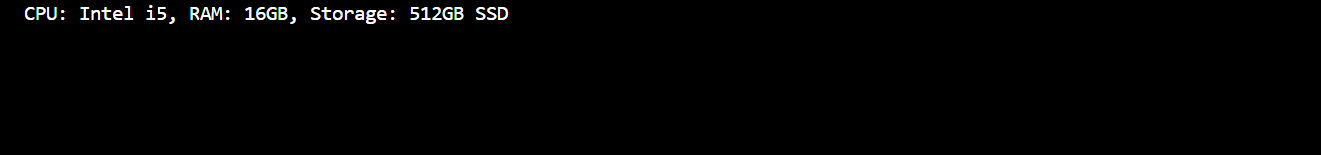 CPU: Intel i5, RAM: 16GB, Storage: 512GB SSD